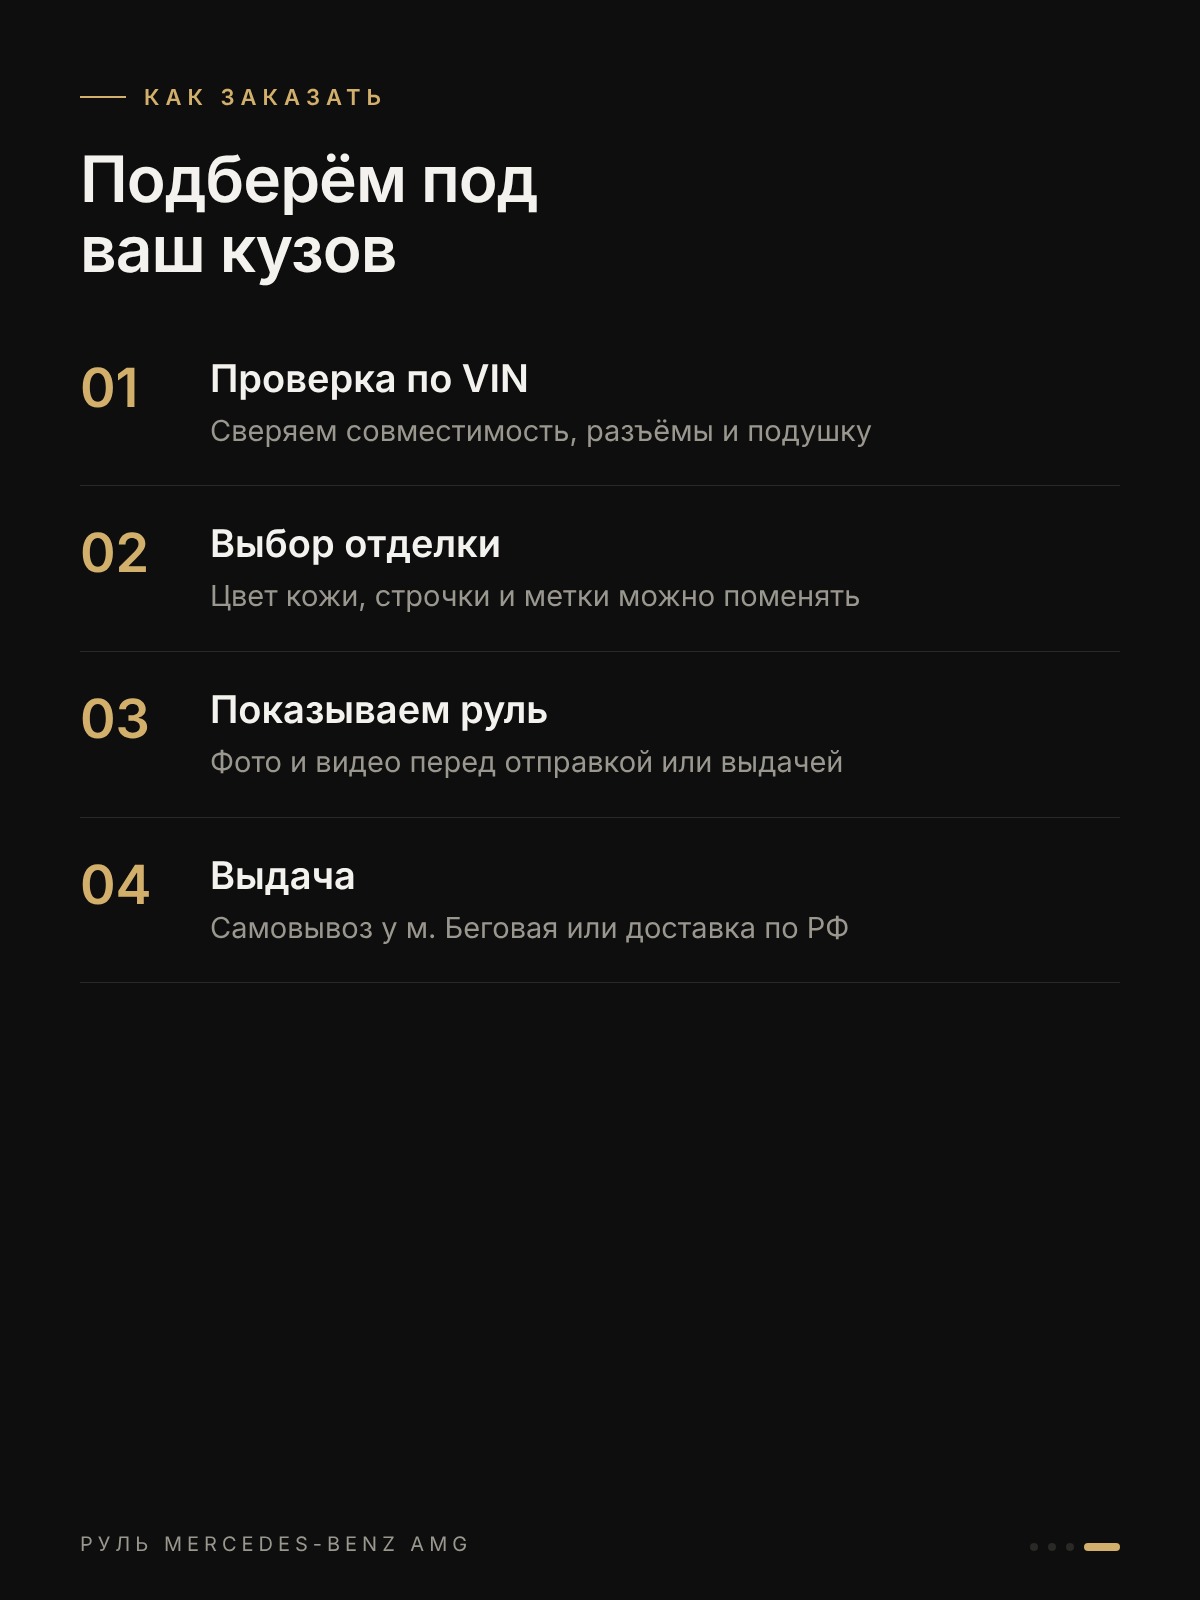 КАК ЗАКАЗАТЬ
Подберём под
ваш кузов
01
Проверка по VIN
Сверяем совместимость, разъёмы и подушку
02
Выбор отделки
Цвет кожи, строчки и метки можно поменять
03
Показываем руль
Фото и видео перед отправкой или выдачей
04
Выдача
Самовывоз у м. Беговая или доставка по РФ
РУЛЬ MERCEDES-BENZ AMG